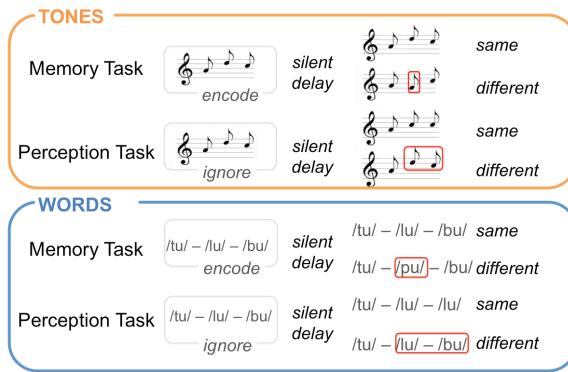 TONES
Memory Task
encode
silent
delay
same
different
Perception Task
ignore
silent
delay
same
different
WORDS
Memory Task
/tu/ – /lu/ – /bu/
encode
silent
delay
/tu/ – /lu/ – /bu/ same
/tu/ – /pu/ – /bu/ different
Perception Task
/tu/ – /lu/ – /bu/
ignore
silent
delay
/tu/ – /lu/ – /lu/ same
/tu/ – /lu/ – /bu/ different